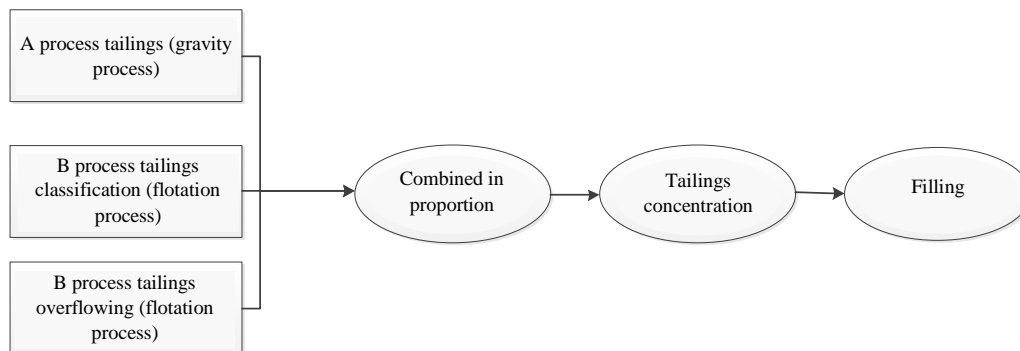 A process tailings (gravity
process)
B process tailings
classification (flotation
process)
B process tailings
overflowing (flotation
process)
Combined in
proportion
Tailings
concentration
Filling